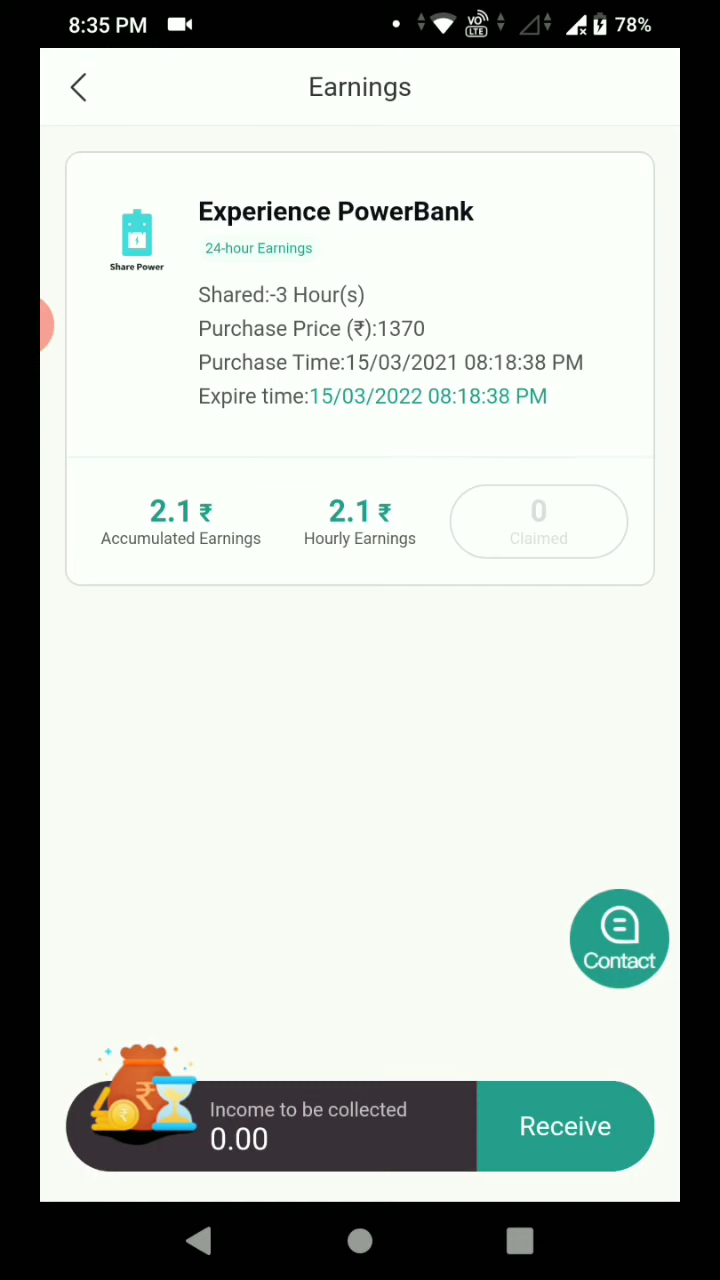 8:35 PM
VO LTE
78%
Earnings
Experience PowerBank
24-hour Earnings
Share Power
Shared:-3 Hour(s)
Purchase Price (₹):1370
Purchase Time:15/03/2021 08:18:38 PM
Expire time:15/03/2022 08:18:38 PM
2.1 ₹ 2.1 ₹ 0
Accumulated Earnings Hourly Earnings Claimed
Contact
Income to be collected
0.00
Receive